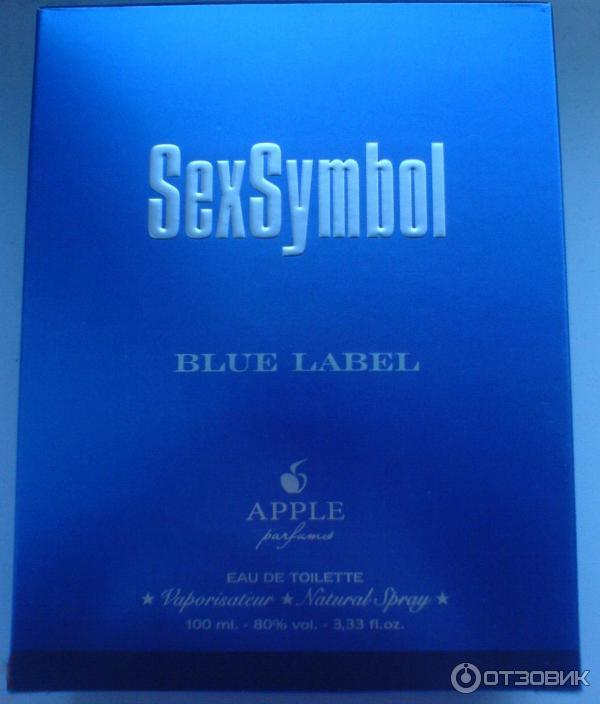 SexSymbol
BLUE LABEL
APPLE
parfums
EAU DE TOILETTE
★ Vaporisateur ★ Natural Spray ★
100 ml. - 80% vol. - 3,33 fl.oz.
ОТЗОВИК